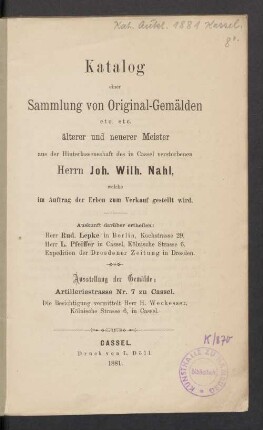 Kat. Aukt. 1881 Kassel.
Katalog
einer
Sammlung von Original-Gemälden
etc. etc.
älterer und neuerer Meister
aus der Hinterlassenschaft des in Cassel verstorbenen
Herrn Joh. Wilh. Nahl,
welche
im Auftrag der Erben zum Verkauf gestellt wird.
Auskunft darüber ertheilen:
Herr Rud. Lepke in Berlin, Kochstrasse 29,
Herr L. Pfeiffer in Cassel, Kölnische Strasse 6,
Expedition der Dresdener Zeitung in Dresden.
Ausstellung der Gemälde:
Artilleriestrasse Nr. 7 zu Cassel.
Die Besichtigung vermittelt Herr H. Weckesser,
Kölnische Strasse 6, in Cassel.
CASSEL.
Druck von L. Döll.
1881.